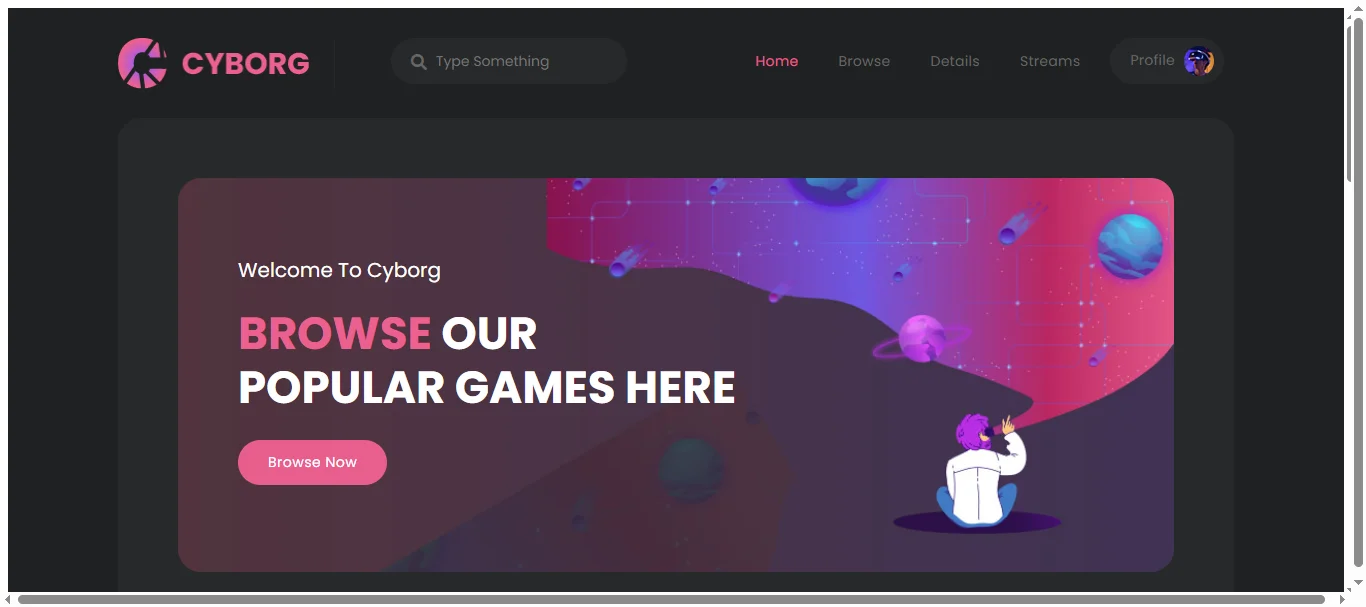 CYBORG
Type Something
Home
Browse
Details
Streams
Profile
Welcome To Cyborg
BROWSE OUR
POPULAR GAMES HERE
Browse Now